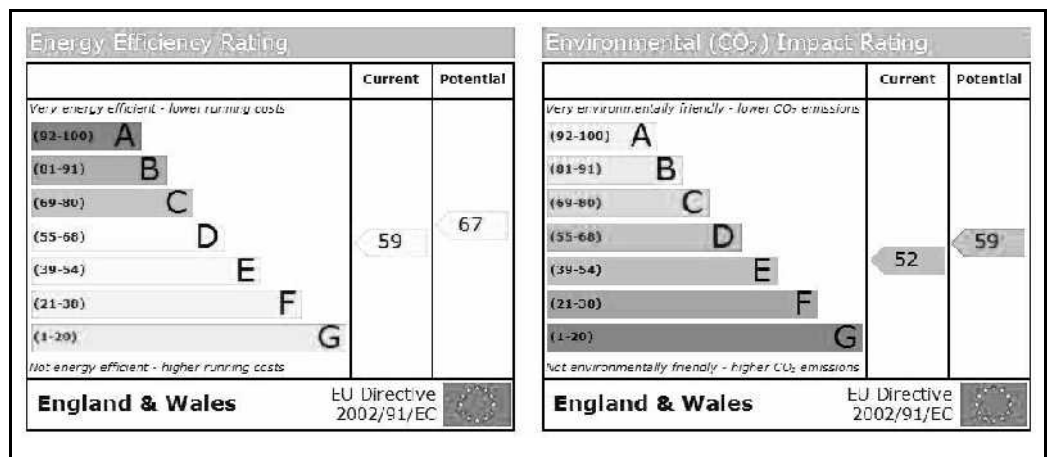 Energy Efficiency Rating
Current Potential
Very energy efficient - lower running costs
(92-100) A
(81-91) B
(69-80) C
(55-68) D
(39-54) E
(21-38) F
(1-20) G
59
67
Not energy efficient - higher running costs
England & Wales
EU Directive
2002/91/EC
Environmental (CO₂) Impact Rating
Current Potential
Very environmentally friendly - lower CO₂ emissions
(92-100) A
(81-91) B
(69-80) C
(55-68) D
(39-54) E
(21-38) F
(1-20) G
52
59
Not environmentally friendly - higher CO₂ emissions
England & Wales
EU Directive
2002/91/EC